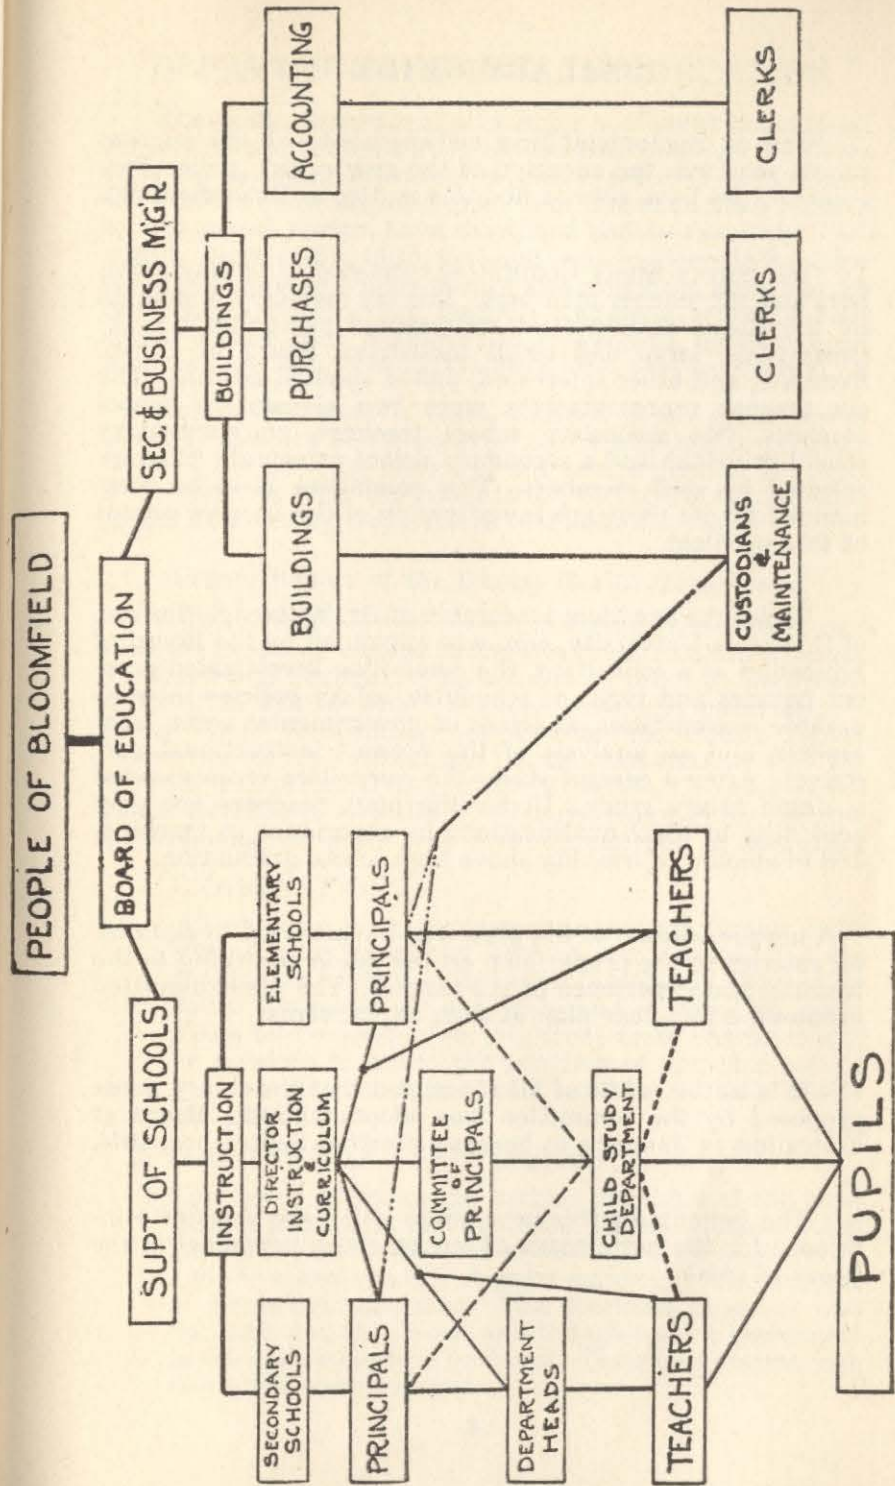 PEOPLE OF BLOOMFIELD
BOARD OF EDUCATION
SUPT OF SCHOOLS
SEC. & BUSINESS M'G'R
INSTRUCTION
BUILDINGS
SECONDARY
SCHOOLS
DIRECTOR
INSTRUCTION
&
CURRICULUM
ELEMENTARY
SCHOOLS
BUILDINGS
PURCHASES
ACCOUNTING
PRINCIPALS
PRINCIPALS
COMMITTEE
OF
PRINCIPALS
DEPARTMENT
HEADS
CHILD STUDY
DEPARTMENT
TEACHERS
TEACHERS
CUSTODIANS
&
MAINTENANCE
CLERKS
CLERKS
PUPILS